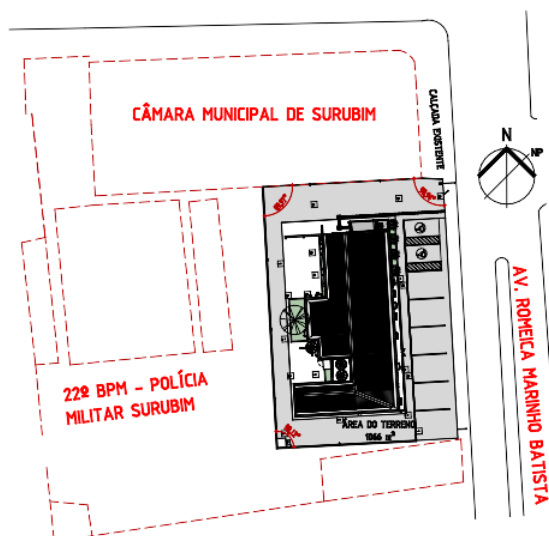 CÂMARA MUNICIPAL DE SURUBIM
CALÇADA EXISTENTE
N
NP
AV. ROMEICA MARINHO BATISTA
22º BPM - POLÍCIA
MILITAR SURUBIM
ÁREA DO TERRENO
1066 m²